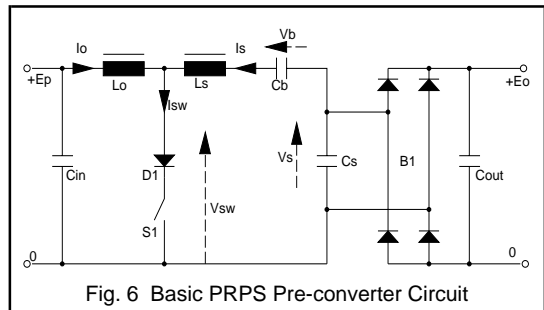 Io
Is
Vb
+Ep
Lo
Ls
Cb
+Eo
Isw
Cin
D1
Vs
Cs
B1
Cout
Vsw
S1
0
0
Fig. 6 Basic PRPS Pre-converter Circuit